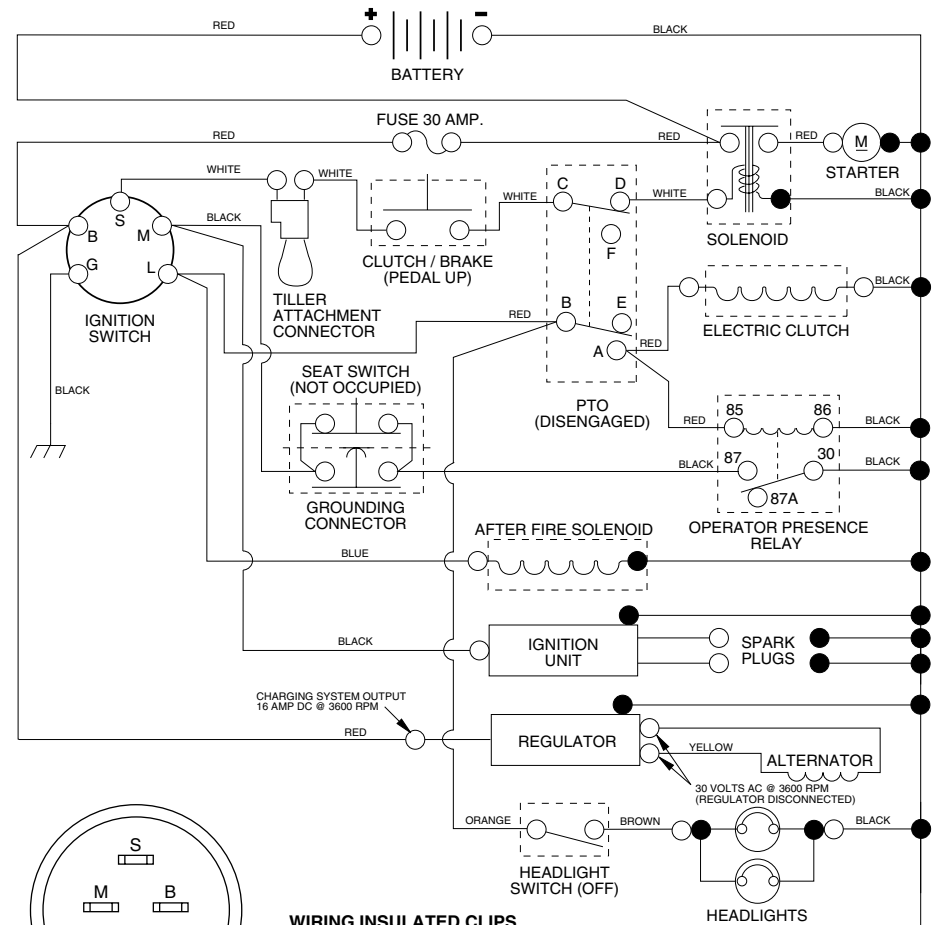 + -
RED
BLACK
BATTERY
FUSE 30 AMP.
RED
RED
RED
M
STARTER
WHITE
WHITE
C
D
WHITE
WHITE
BLACK
S
BLACK
B
M
F
SOLENOID
CLUTCH / BRAKE
(PEDAL UP)
G
L
BLACK
TILLER
ATTACHMENT
CONNECTOR
IGNITION
SWITCH
B
E
RED
ELECTRIC CLUTCH
A
RED
SEAT SWITCH
(NOT OCCUPIED)
BLACK
PTO
(DISENGAGED)
85
86
RED
BLACK
87
30
BLACK
BLACK
87A
GROUNDING
CONNECTOR
OPERATOR PRESENCE
RELAY
AFTER FIRE SOLENOID
BLUE
BLACK
IGNITION
UNIT
SPARK
PLUGS
CHARGING SYSTEM OUTPUT
16 AMP DC @ 3600 RPM
RED
REGULATOR
YELLOW
ALTERNATOR
30 VOLTS AC @ 3600 RPM
(REGULATOR DISCONNECTED)
ORANGE
BROWN
BLACK
HEADLIGHT
SWITCH (OFF)
HEADLIGHTS
S
M
B
WIRING INSULATED CLIPS